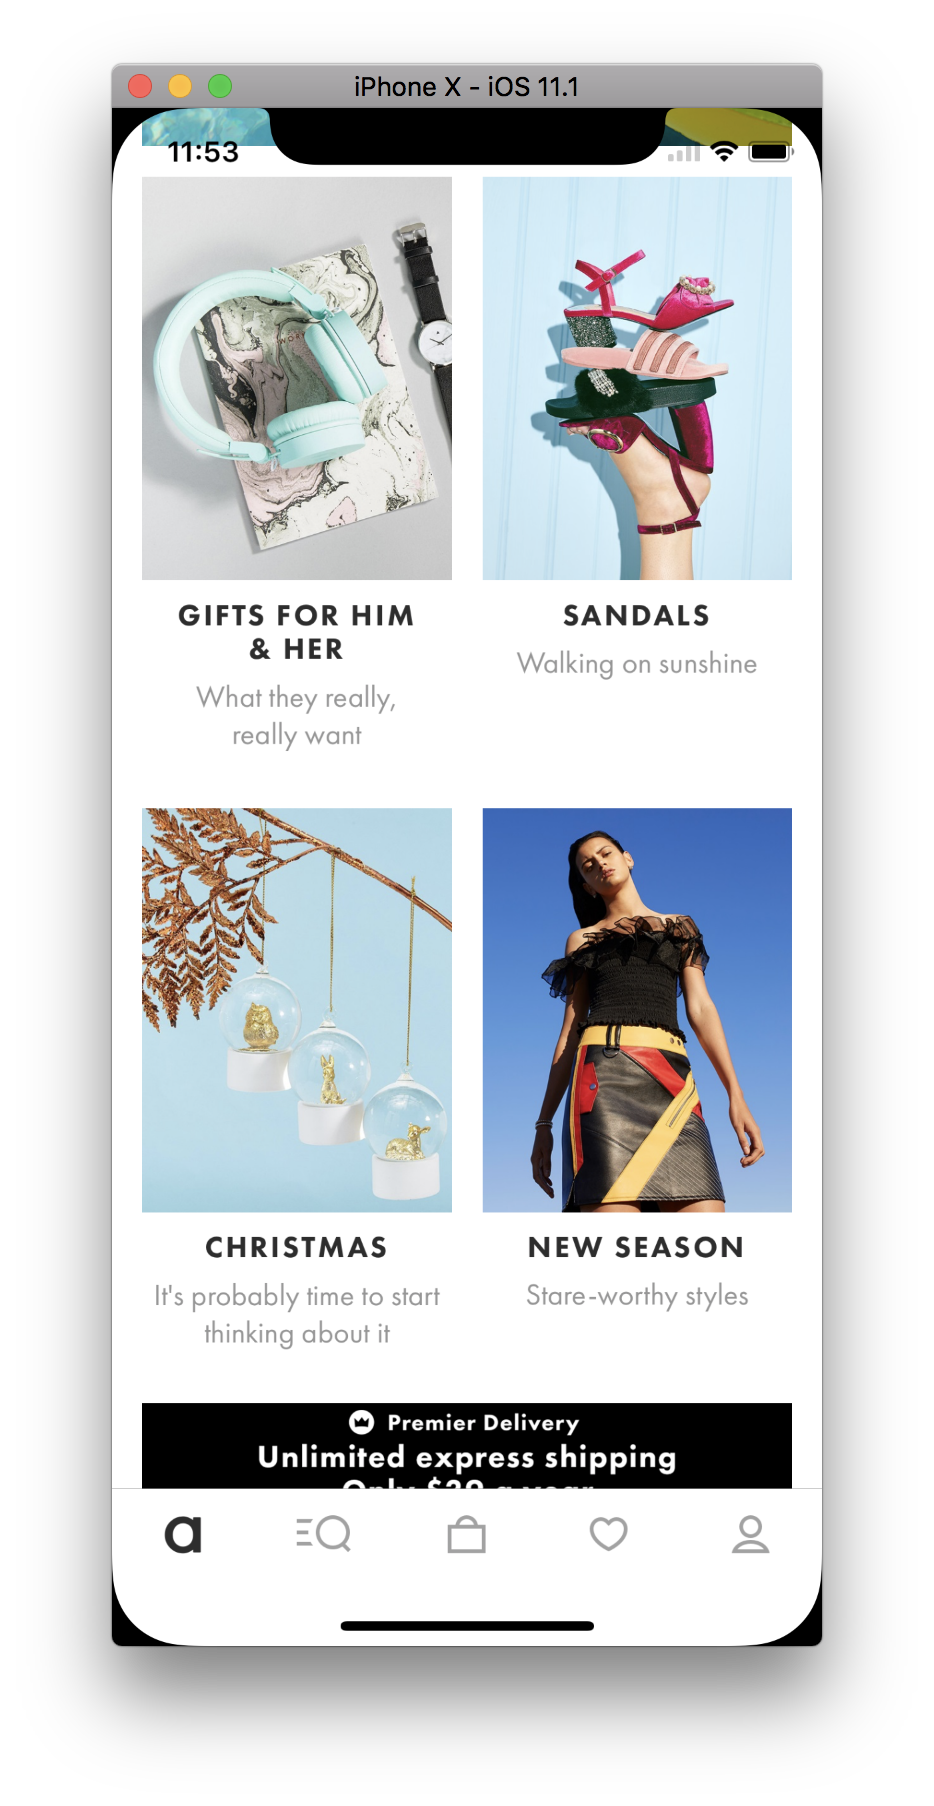 iPhone X - iOS 11.1
11:53
GIFTS FOR HIM
& HER
What they really,
really want
SANDALS
Walking on sunshine
CHRISTMAS
It's probably time to start
thinking about it
NEW SEASON
Stare-worthy styles
Premier Delivery
Unlimited express shipping
a